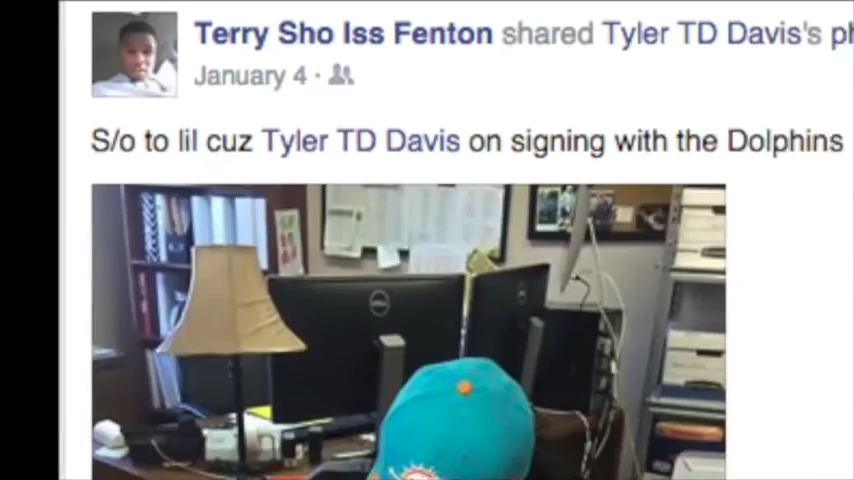 Terry Sho Iss Fenton shared Tyler TD Davis's ph
January 4 ·
S/o to lil cuz Tyler TD Davis on signing with the Dolphins
DELL